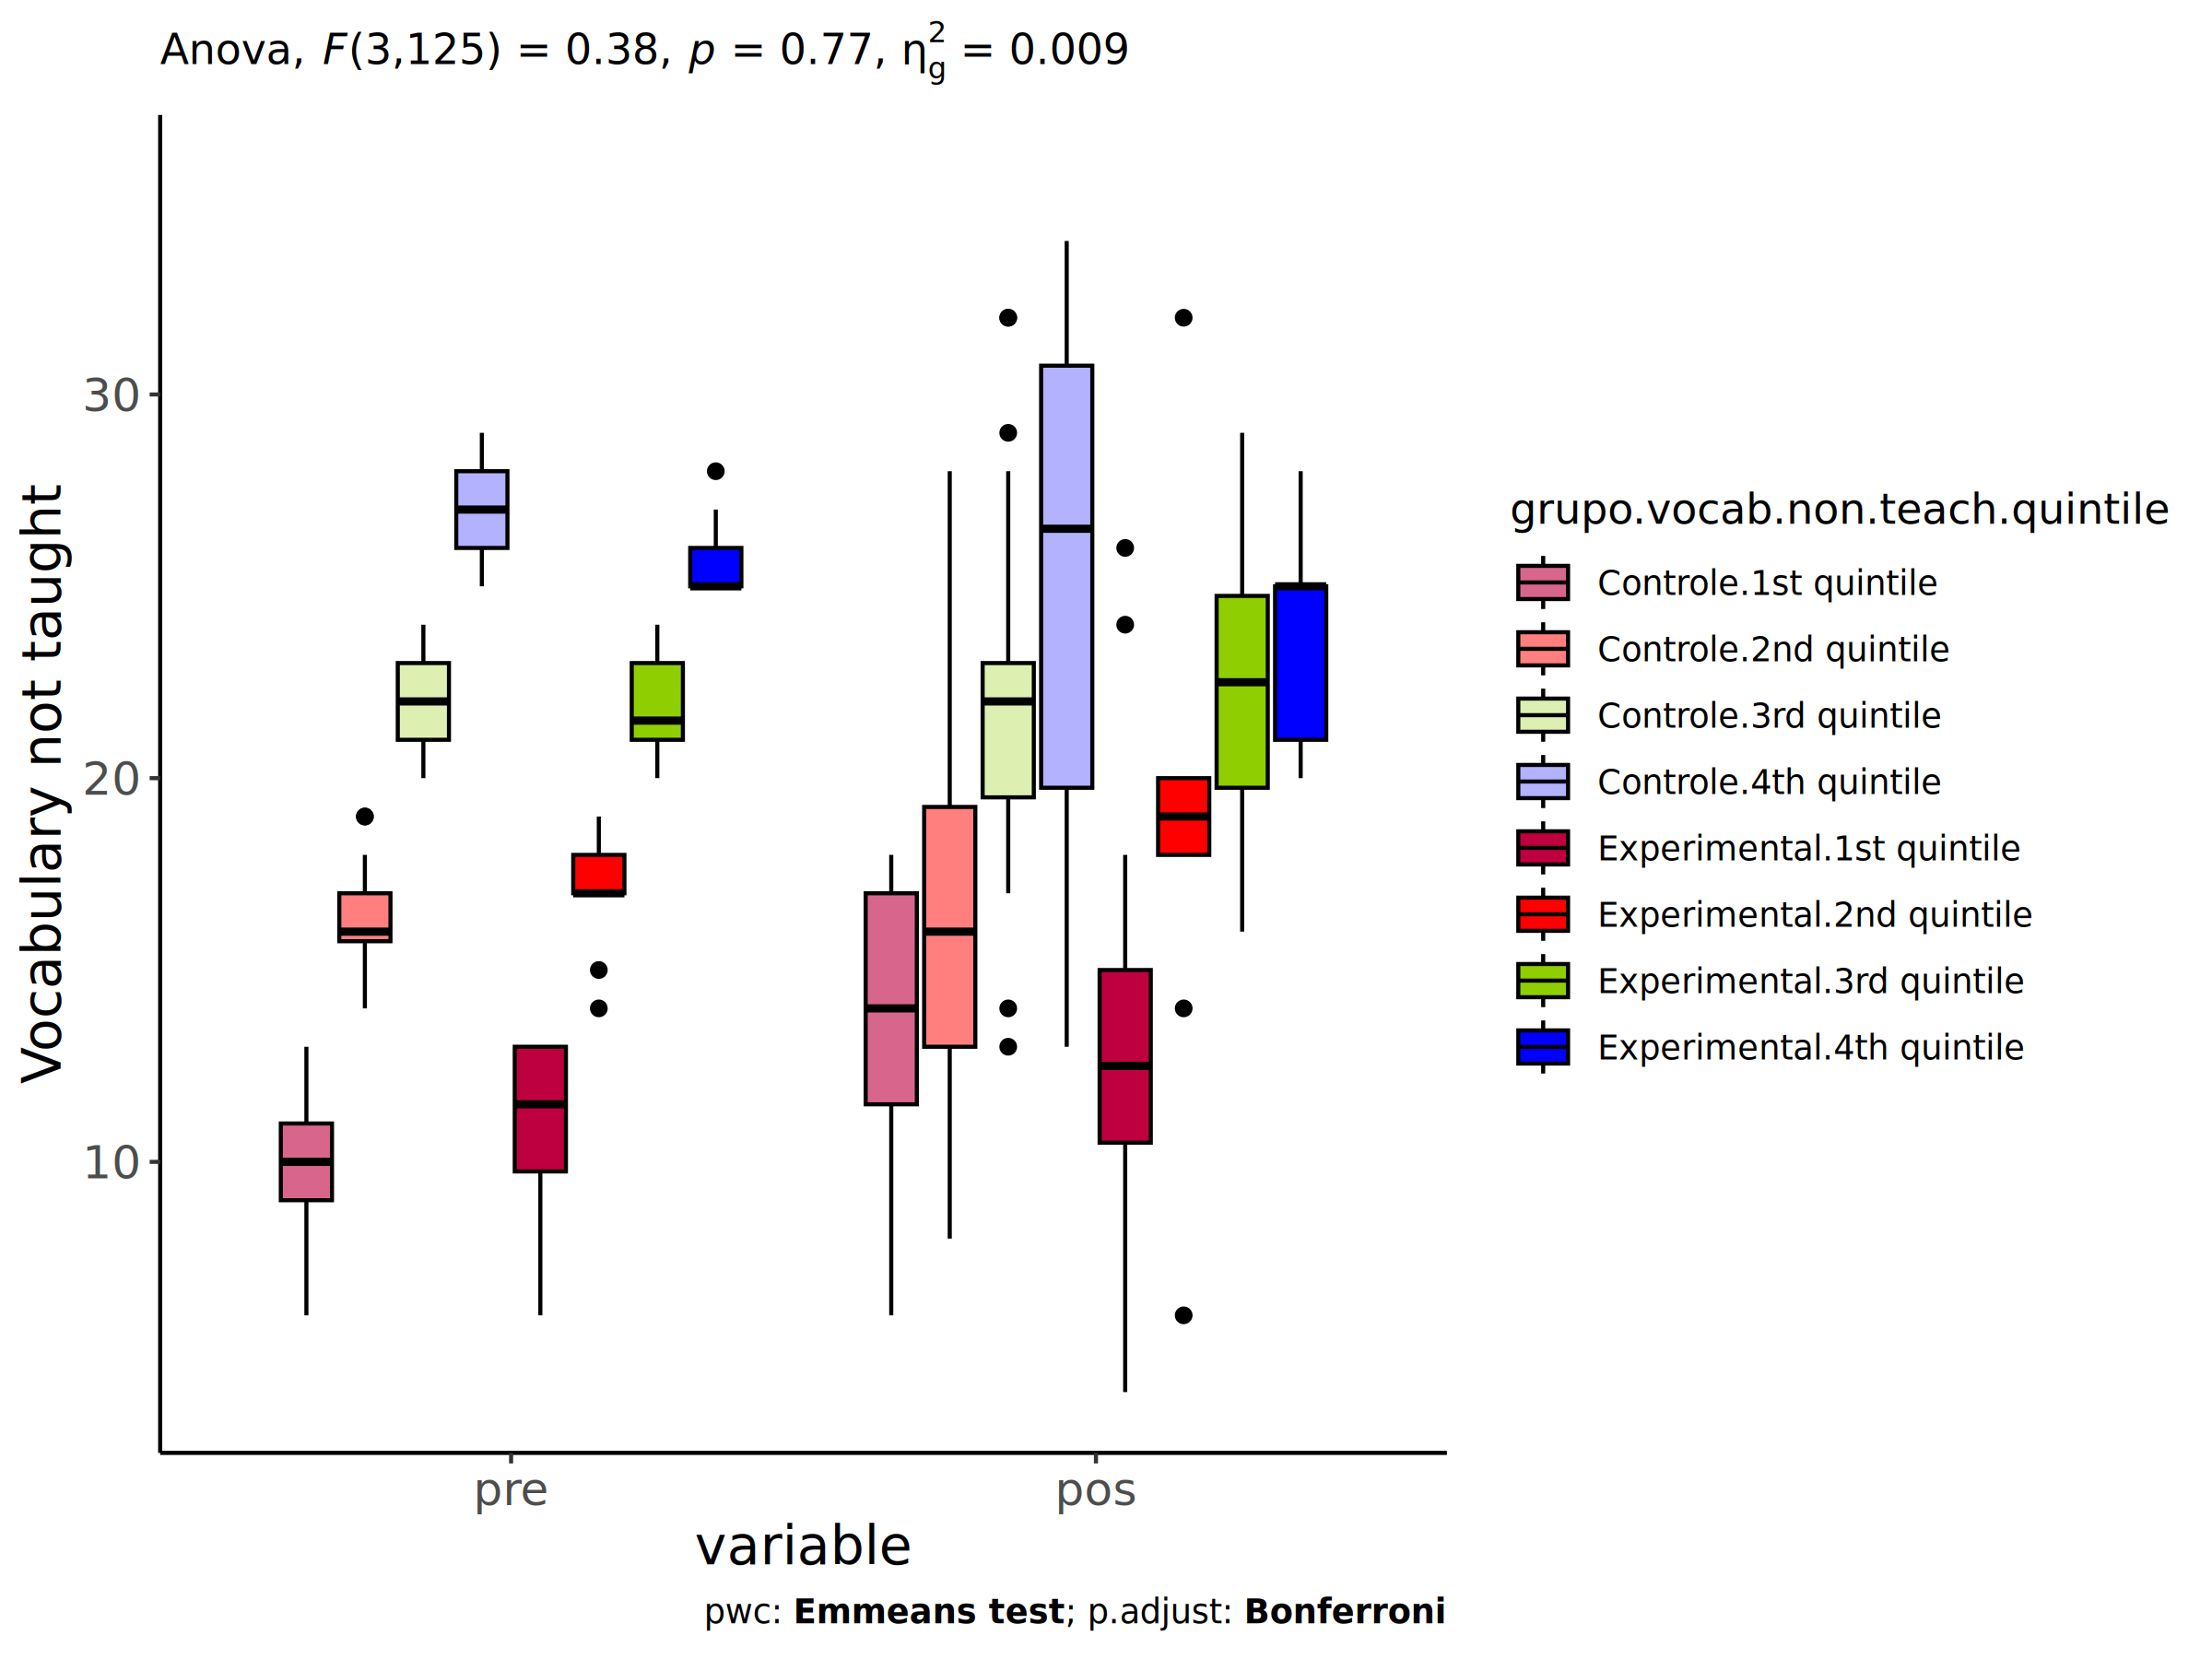 Anova, F(3,125) = 0.38, p = 0.77, η²g = 0.009
Vocabulary not taught
30
20
10
pre
pos
variable
pwc: Emmeans test; p.adjust: Bonferroni
grupo.vocab.non.teach.quintile
Controle.1st quintile
Controle.2nd quintile
Controle.3rd quintile
Controle.4th quintile
Experimental.1st quintile
Experimental.2nd quintile
Experimental.3rd quintile
Experimental.4th quintile